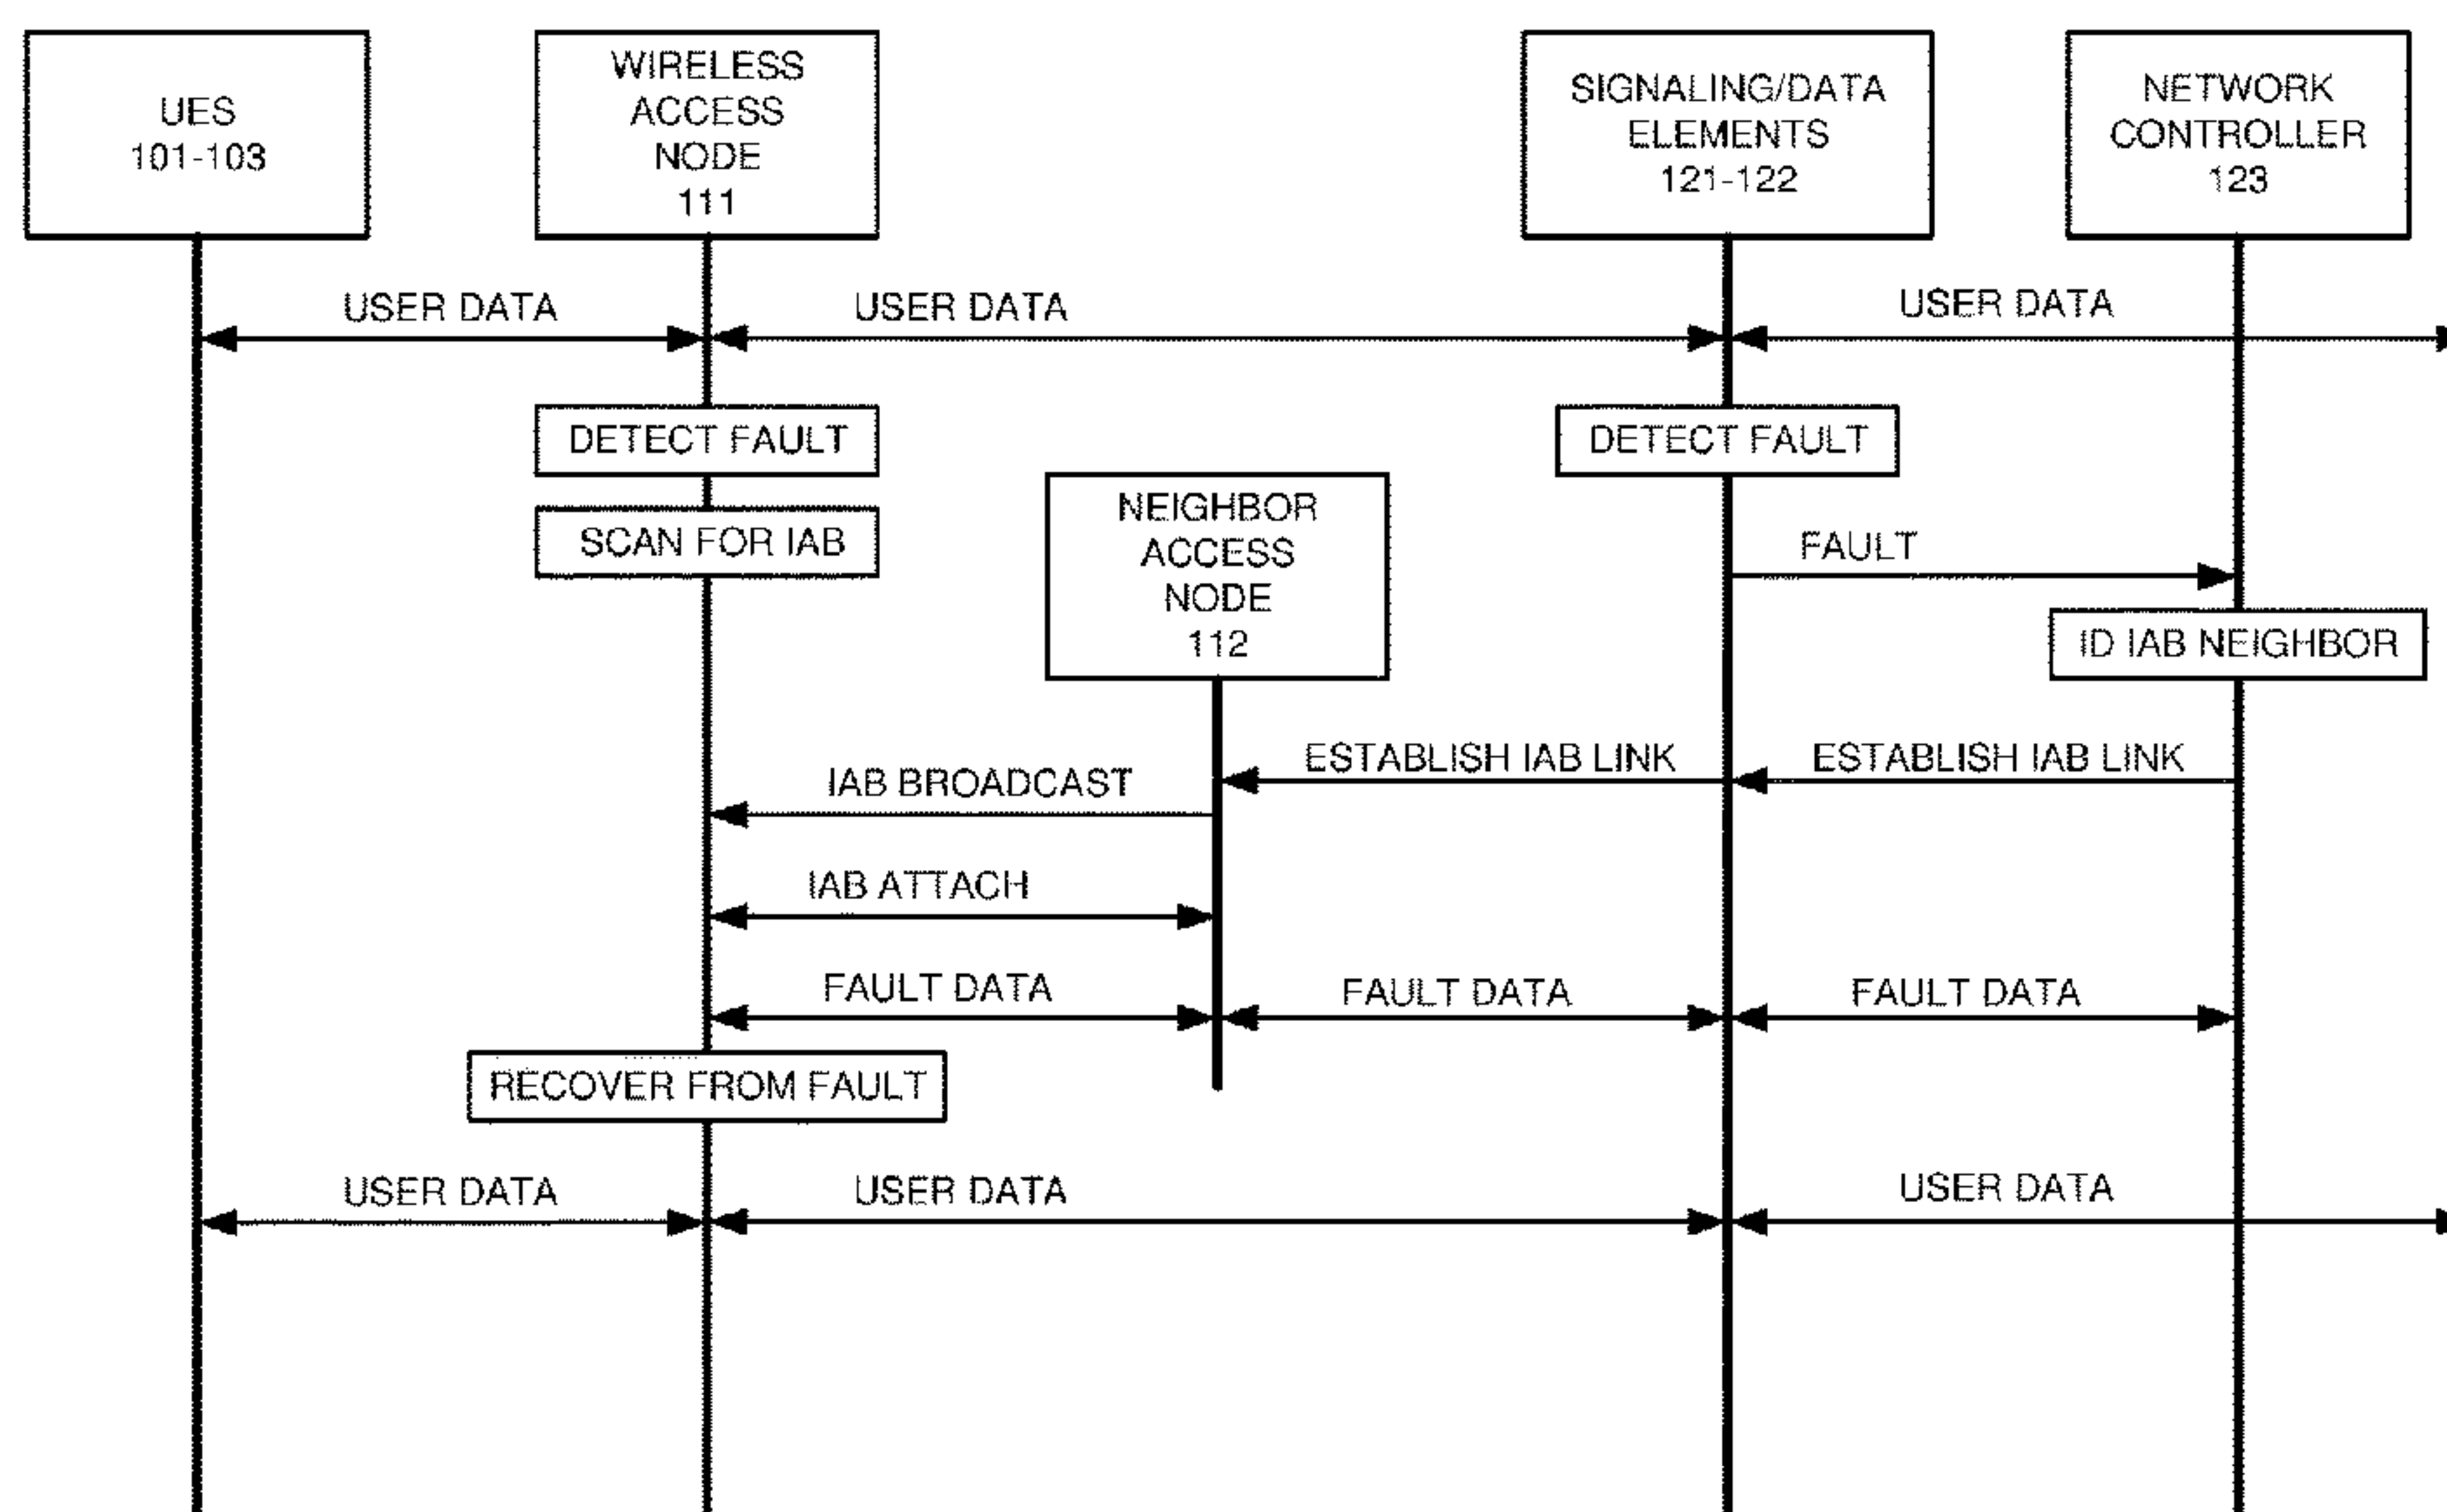 UES
101-103
WIRELESS
ACCESS
NODE
111
SIGNALING/DATA
ELEMENTS
121-122
NETWORK
CONTROLLER
123
USER DATA
USER DATA
USER DATA
DETECT FAULT
DETECT FAULT
SCAN FOR IAB
NEIGHBOR
ACCESS
NODE
112
FAULT
ID IAB NEIGHBOR
ESTABLISH IAB LINK
ESTABLISH IAB LINK
IAB BROADCAST
IAB ATTACH
FAULT DATA
FAULT DATA
FAULT DATA
RECOVER FROM FAULT
USER DATA
USER DATA
USER DATA